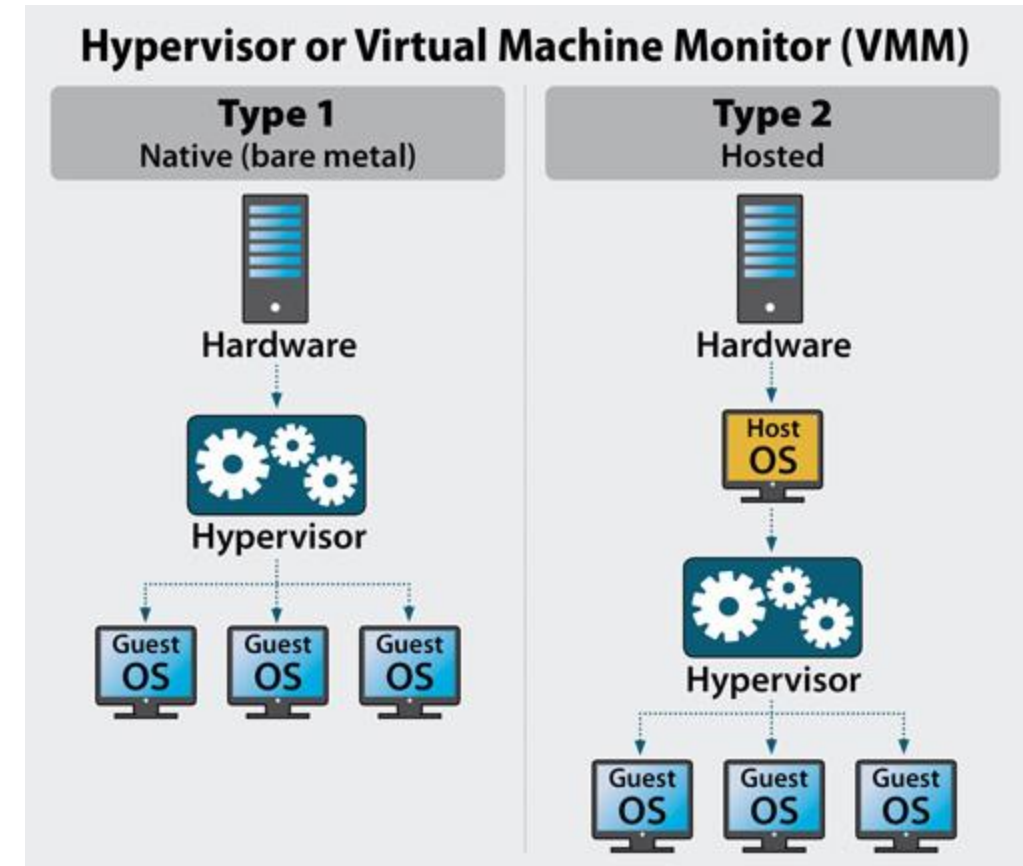 Hypervisor or Virtual Machine Monitor (VMM)
Type 1
Native (bare metal)
Hardware
Hypervisor
Guest
OS
Guest
OS
Guest
OS
Type 2
Hosted
Hardware
Host
OS
Hypervisor
Guest
OS
Guest
OS
Guest
OS